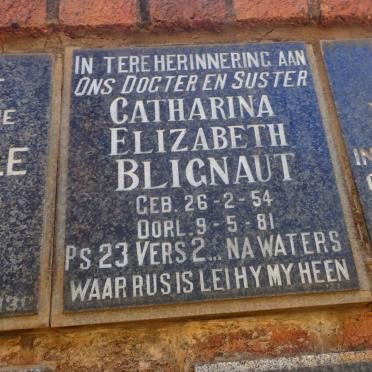 IN TERE HERINNERING AAN
ONS DOGTER EN SUSTER
CATHARINA
ELIZABETH
BLIGNAUT
GEB 26-2-54
OORL 9-5-81
PS 23 VERS 2... NA WATERS
WAAR RUS IS LEI HY MY HEEN